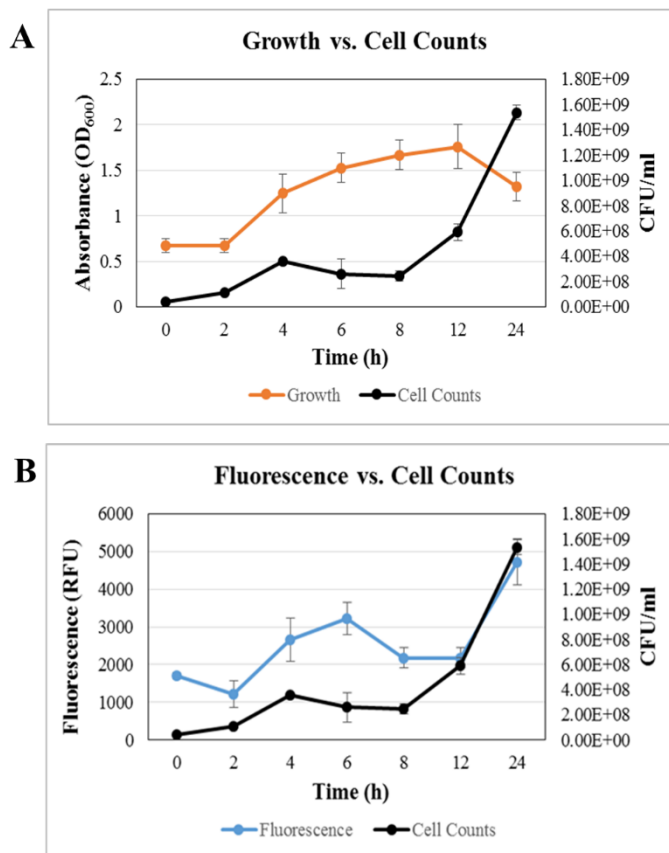 A
Growth vs. Cell Counts
Absorbance (OD600)
2.5
2
1.5
1
0.5
0
1.80E+09
1.60E+09
1.40E+09
1.20E+09
1.00E+09
8.00E+08
6.00E+08
4.00E+08
2.00E+08
0.00E+00
CFU/ml
0 2 4 6 8 12 24
Time (h)
Growth Cell Counts
B
Fluorescence vs. Cell Counts
Fluorescence (RFU)
6000
5000
4000
3000
2000
1000
0
1.80E+09
1.60E+09
1.40E+09
1.20E+09
1.00E+09
8.00E+08
6.00E+08
4.00E+08
2.00E+08
0.00E+00
CFU/ml
0 2 4 6 8 12 24
Time (h)
Fluorescence Cell Counts